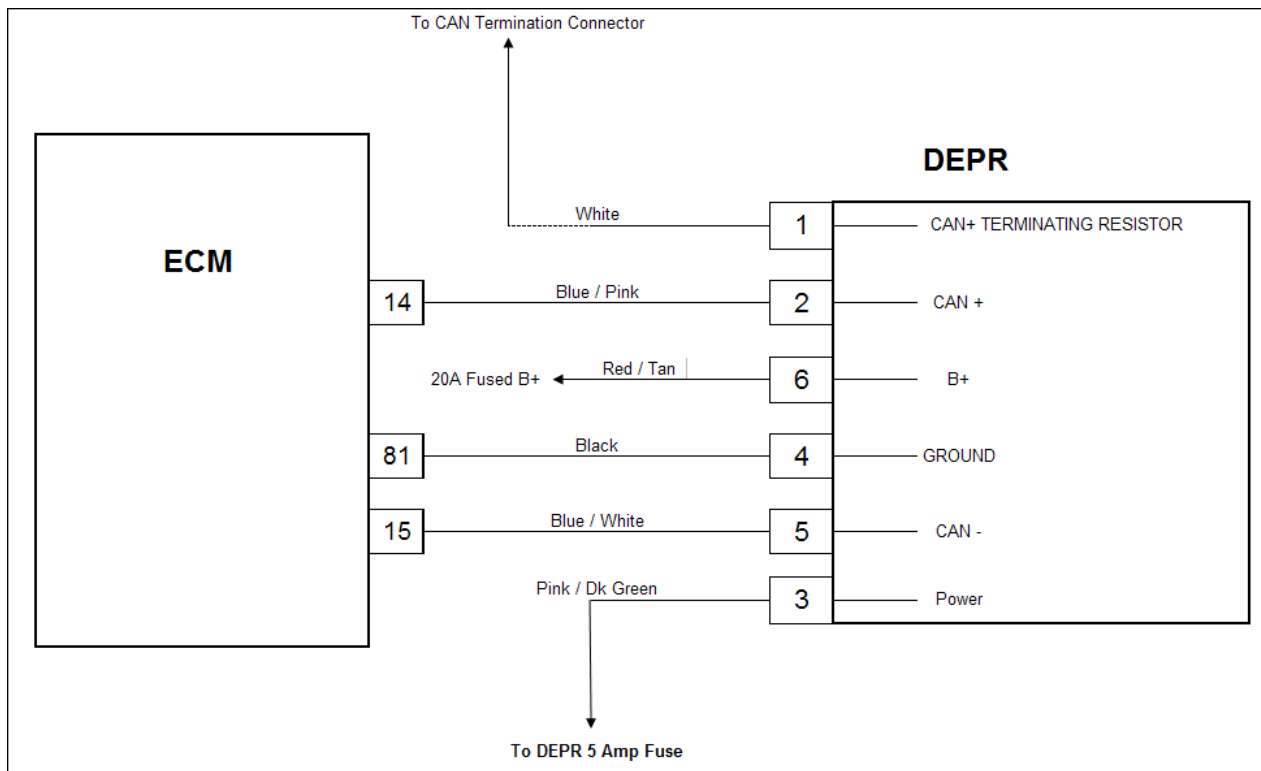 To CAN Termination Connector
DEPR
White
1
CAN+ TERMINATING RESISTOR
ECM
14
Blue / Pink
2
CAN +
20A Fused B+
Red / Tan
6
B+
81
Black
4
GROUND
15
Blue / White
5
CAN -
Pink / Dk Green
3
Power
To DEPR 5 Amp Fuse